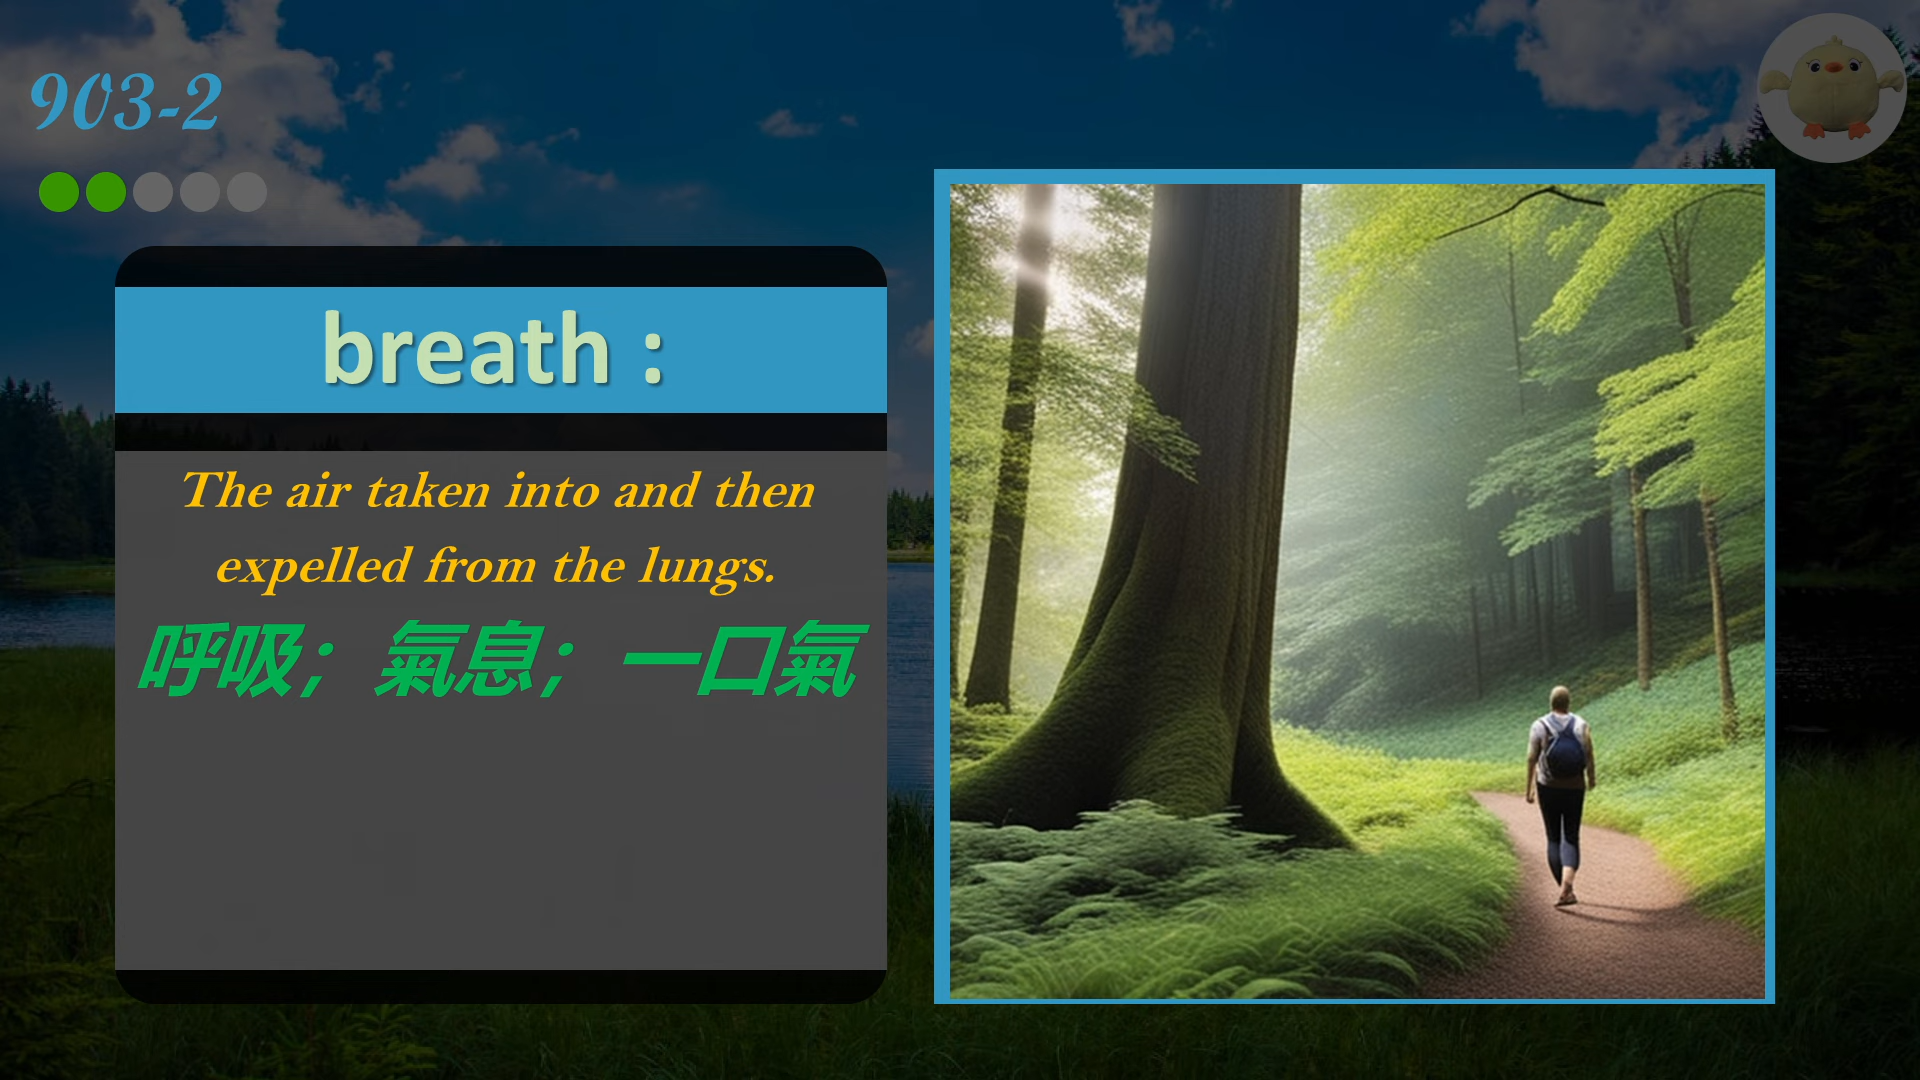 903-2
breath :
The air taken into and then
expelled from the lungs.
呼吸；氣息；一口氣